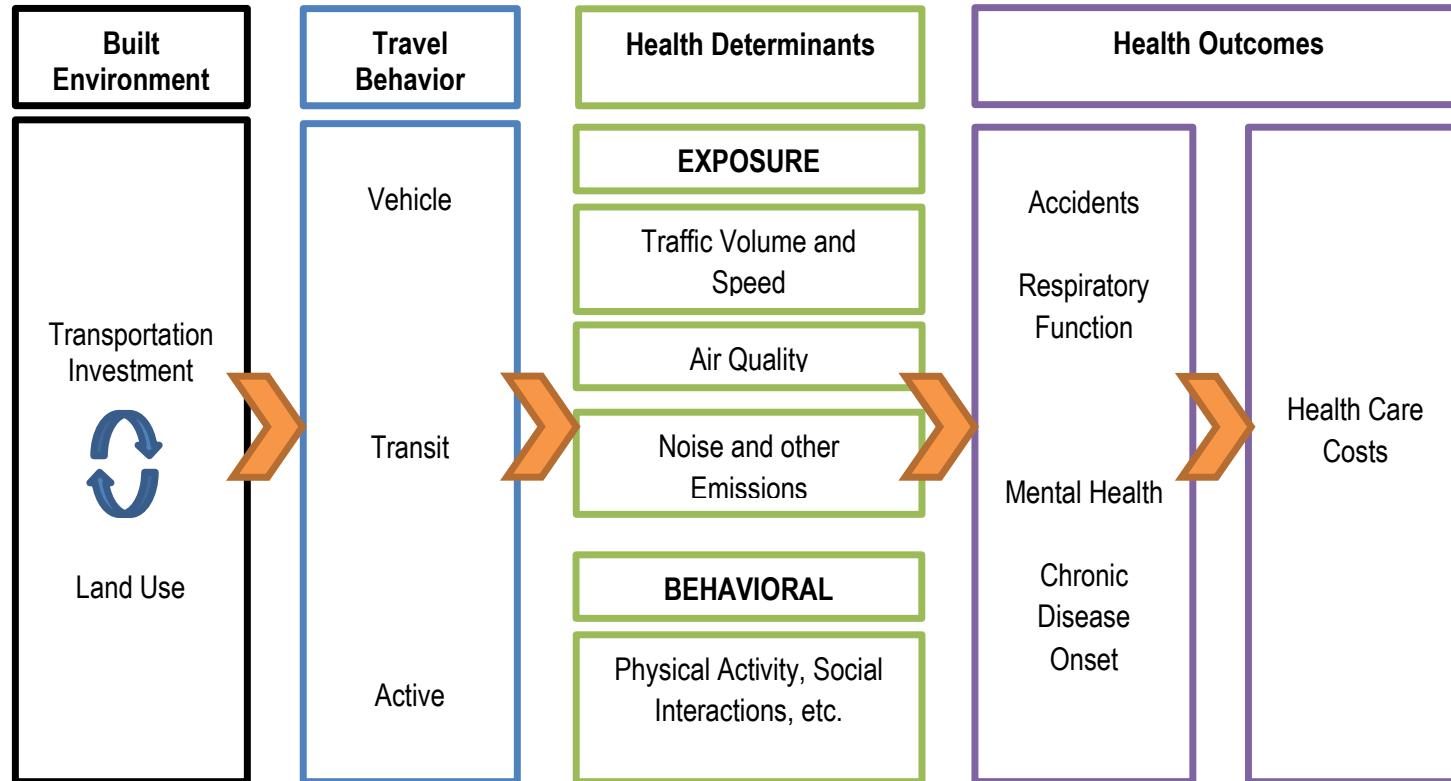 Built
Environment
Travel
Behavior
Health Determinants
Health Outcomes
Transportation
Investment
Land Use
Vehicle
Transit
Active
EXPOSURE
Traffic Volume and
Speed
Air Quality
Noise and other
Emissions
BEHAVIORAL
Physical Activity, Social
Interactions, etc.
Accidents
Respiratory
Function
Mental Health
Chronic
Disease
Onset
Health Care
Costs